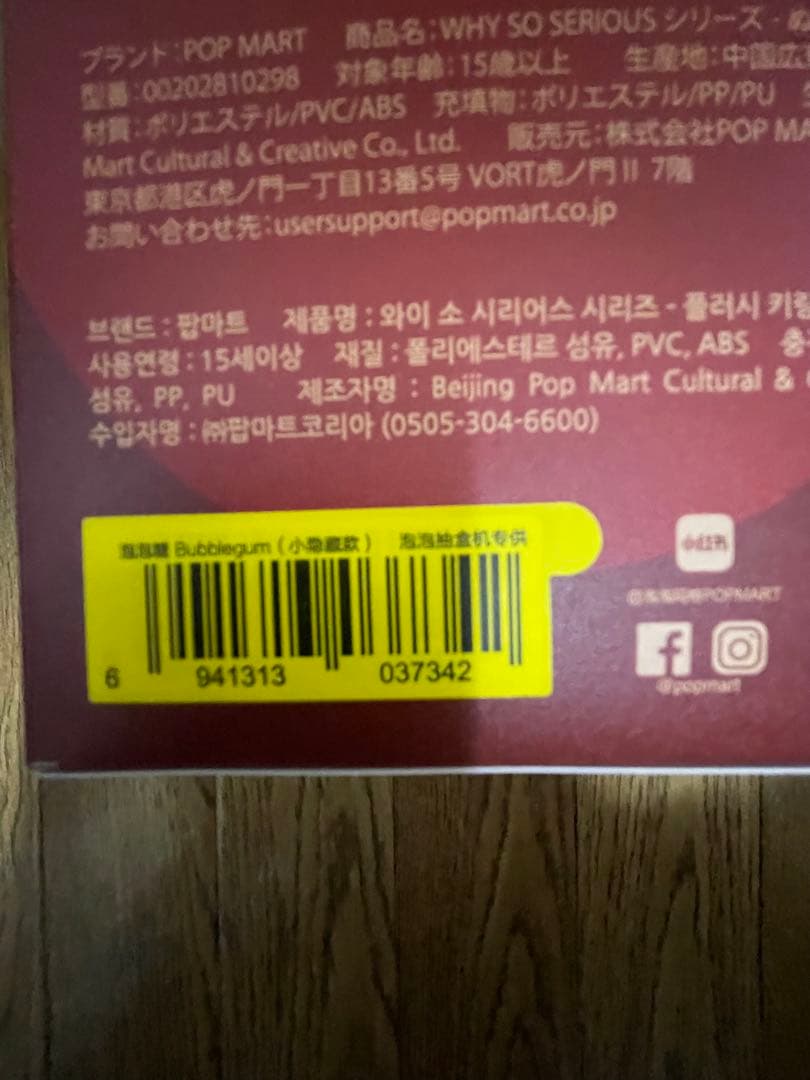 ブランド：POP MART 商品名：WHY SO SERIOUS シリーズ - ぬ
型番：00202810298 対象年齢：15歳以上 生産地：中国広
材質：ポリエステル/PVC/ABS 充填物：ポリエステル/PP/PU
Mart Cultural & Creative Co., Ltd. 販売元：株式会社POP MA
東京都港区虎ノ門一丁目13番5号 VORT虎ノ門Ⅱ 7階
お問い合わせ先：usersupport@popmart.co.jp
브랜드 : 팝마트 제품명 : 와이 소 시리어스 시리즈 - 플러시 키링
사용연령 : 15세이상 재질 : 폴리에스테르 섬유, PVC, ABS 충
섬유, PP, PU 제조자명 : Beijing Pop Mart Cultural &
수입자명 : ㈜팝마트코리아 (0505-304-6600)
泡泡糖 Bubblegum（小隐藏款） 泡泡抽盒机专供
6 941313 037342
小红书
@popmart